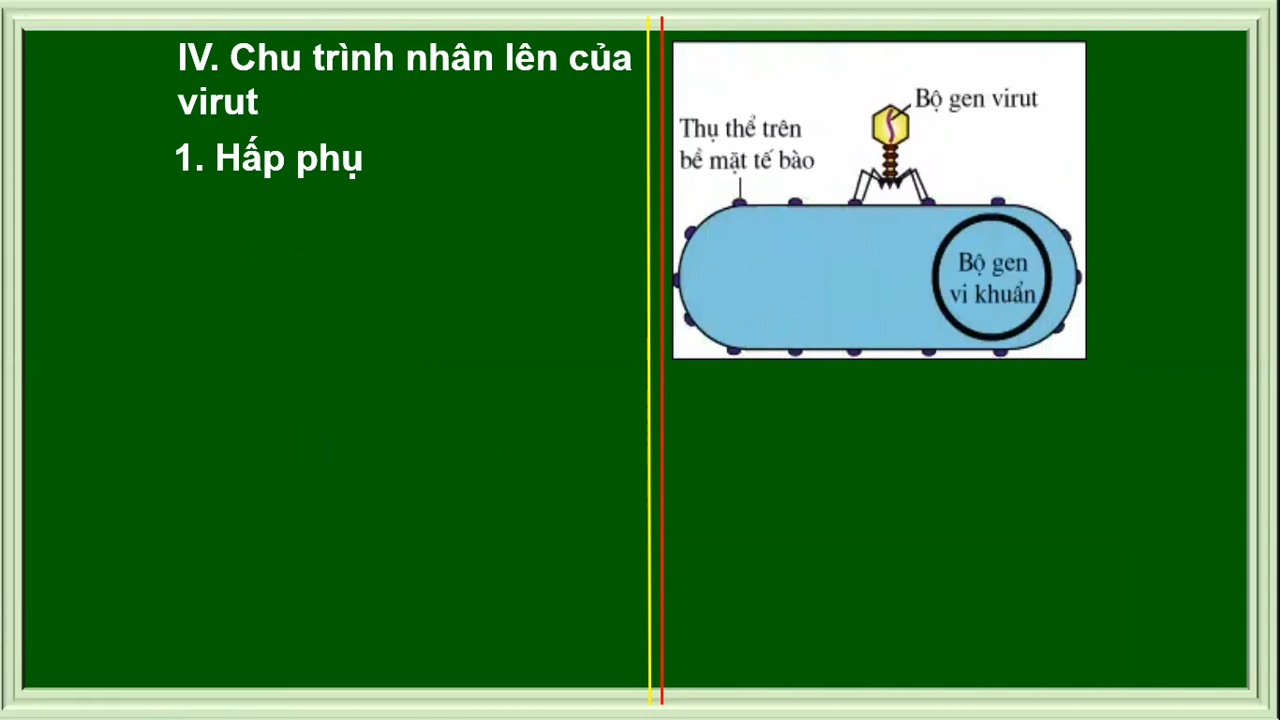 IV. Chu trình nhân lên của
virut
1. Hấp phụ
Bộ gen virut
Thụ thể trên
bề mặt tế bào
Bộ gen
vi khuẩn